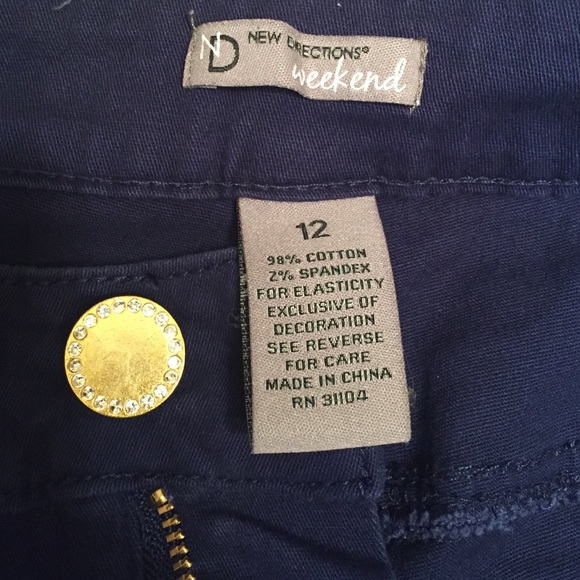 ND NEW DIRECTIONS®
weekend
12
98% COTTON
2% SPANDEX
FOR ELASTICITY
EXCLUSIVE OF
DECORATION
SEE REVERSE
FOR CARE
MADE IN CHINA
RN 31104